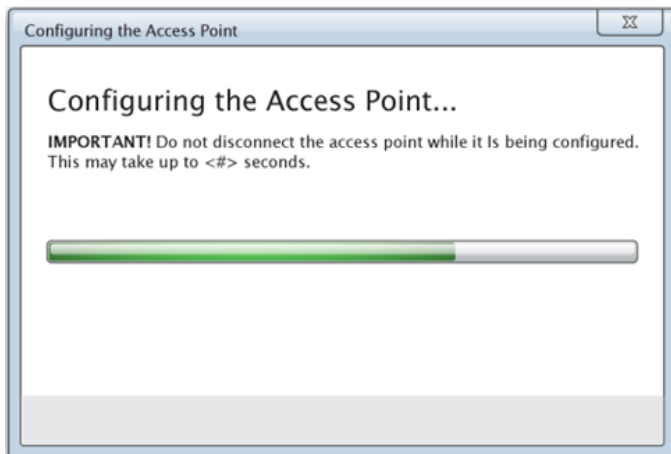 Configuring the Access Point
Configuring the Access Point...
IMPORTANT! Do not disconnect the access point while it Is being configured.
This may take up to <#> seconds.